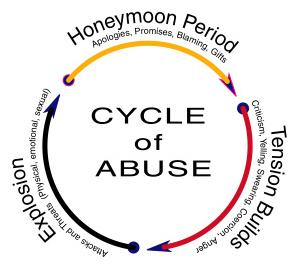 Honeymoon Period
Apologies, Promises, Blaming, Gifts
CYCLE
of
ABUSE
Tension Builds
Criticism, Yelling, Swearing, Coercion, Anger
Explosion
Attacks and Threats (Physical, emotional, sexual)